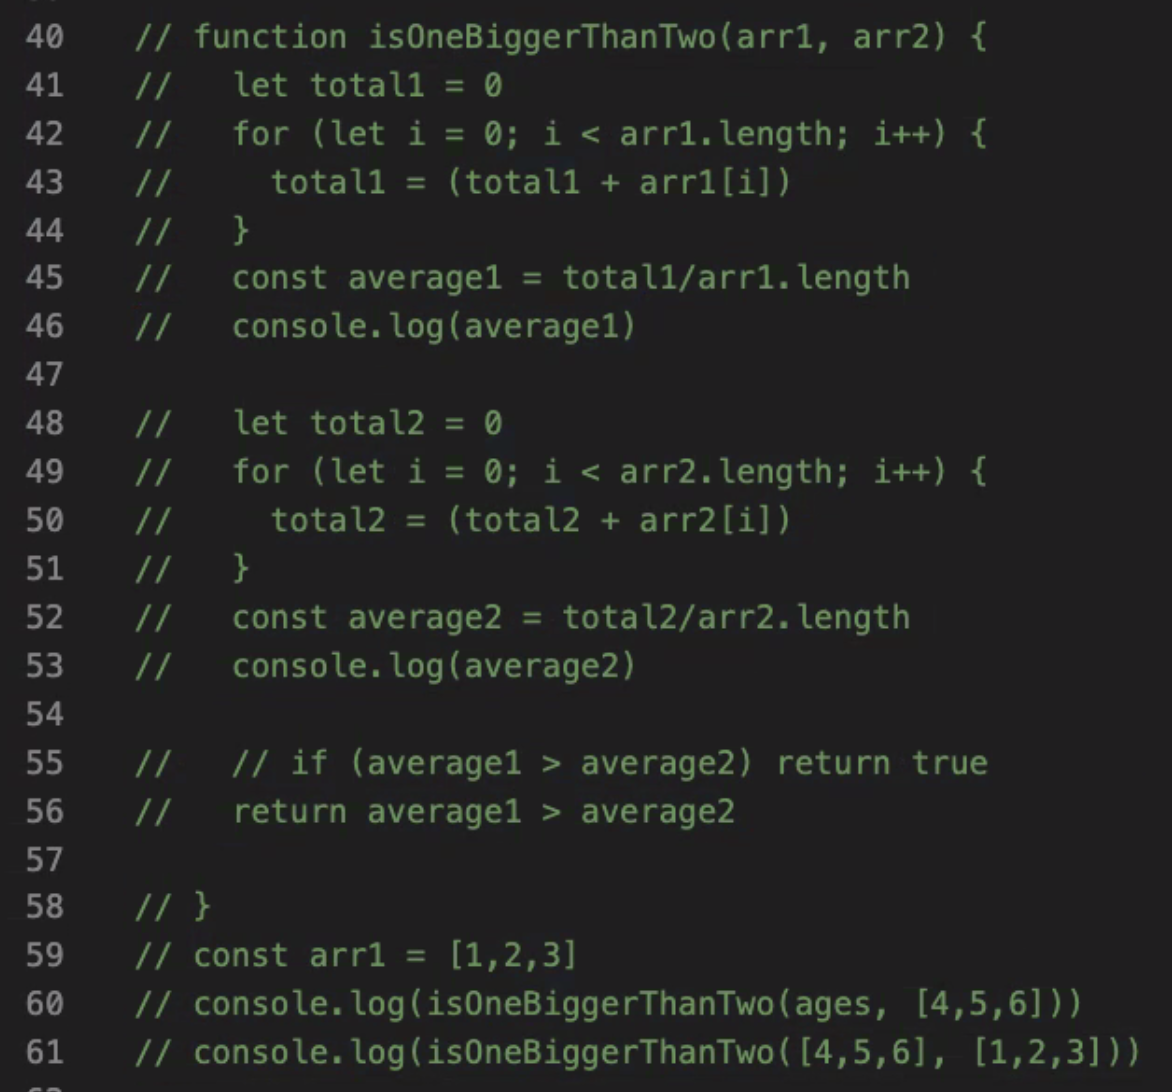 40 // function isOneBiggerThanTwo(arr1, arr2) {
41 //   let total1 = 0
42 //   for (let i = 0; i < arr1.length; i++) {
43 //     total1 = (total1 + arr1[i])
44 //   }
45 //   const average1 = total1/arr1.length
46 //   console.log(average1)
47
48 //   let total2 = 0
49 //   for (let i = 0; i < arr2.length; i++) {
50 //     total2 = (total2 + arr2[i])
51 //   }
52 //   const average2 = total2/arr2.length
53 //   console.log(average2)
54
55 //   // if (average1 > average2) return true
56 //   return average1 > average2
57
58 // }
59 // const arr1 = [1,2,3]
60 // console.log(isOneBiggerThanTwo(ages, [4,5,6]))
61 // console.log(isOneBiggerThanTwo([4,5,6], [1,2,3]))